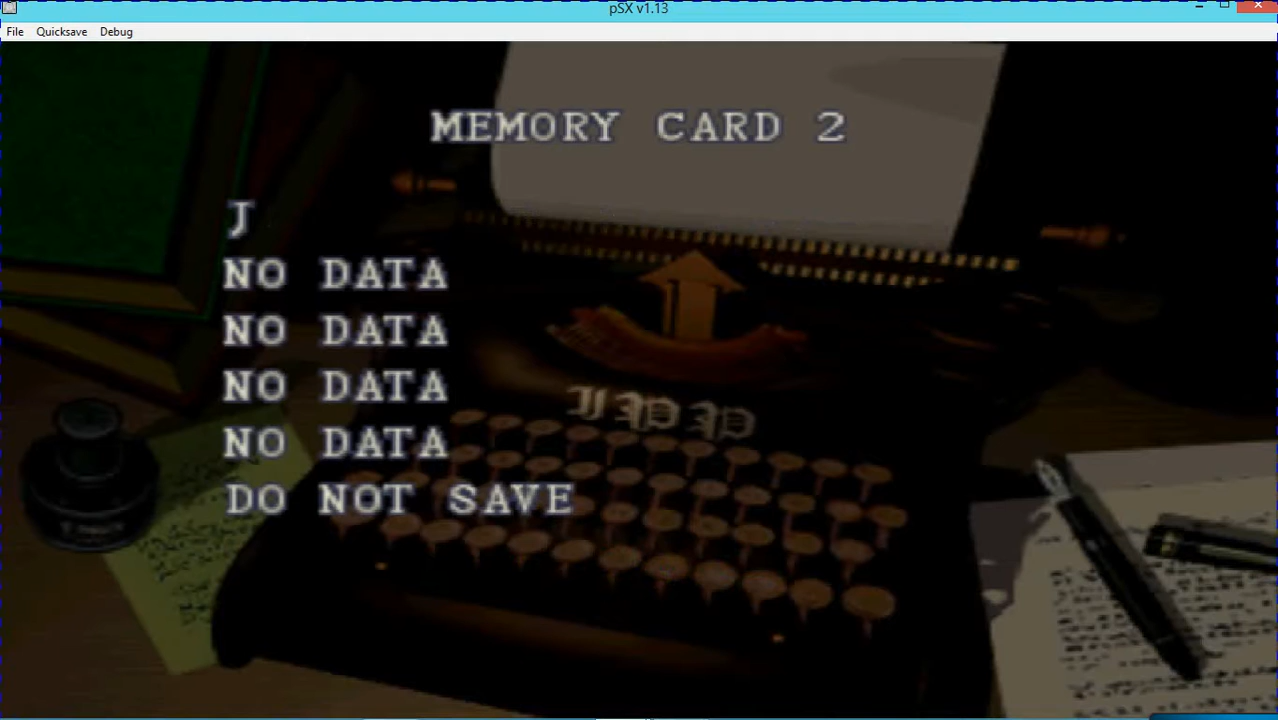 pSX v1.13
File Quicksave Debug
MEMORY CARD 2
J
NO DATA
NO DATA
NO DATA
NO DATA
DO NOT SAVE